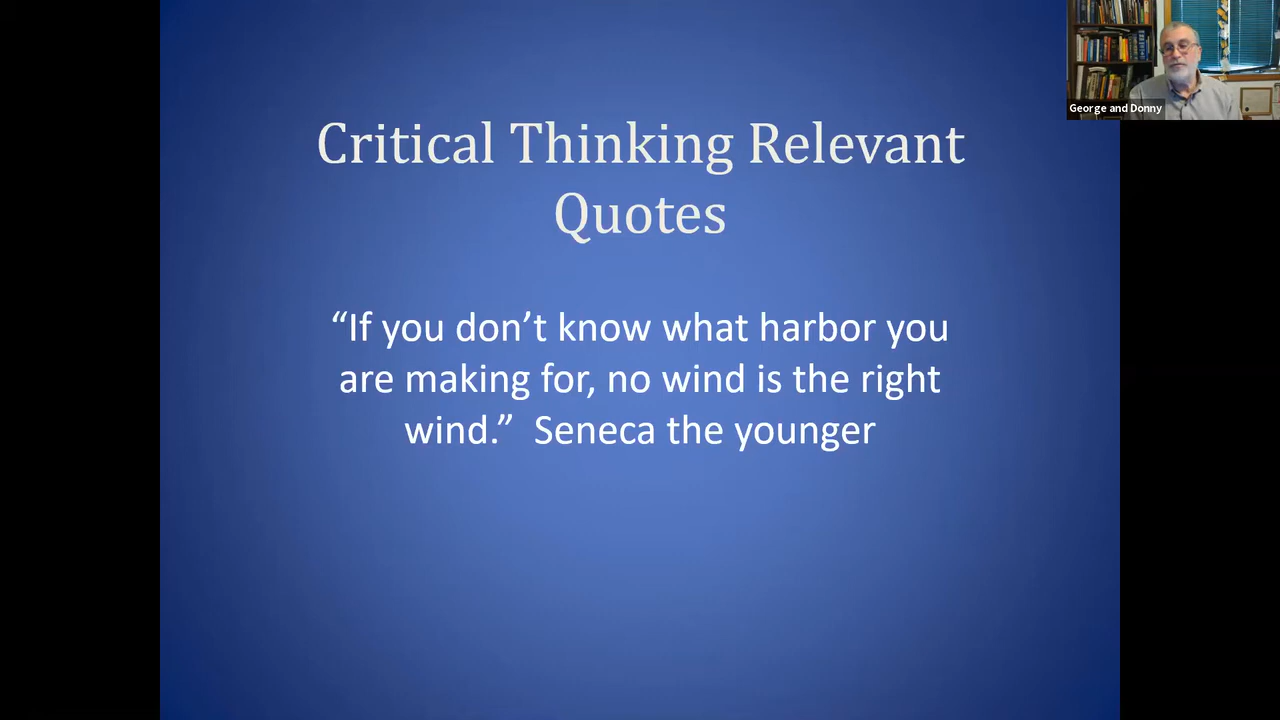 Critical Thinking Relevant
Quotes
“If you don’t know what harbor you
are making for, no wind is the right
wind.”  Seneca the younger
George and Donny